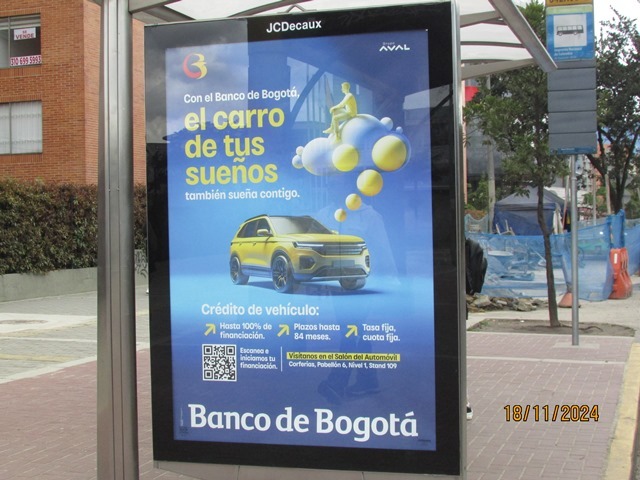 SE
VENDE
JCDecaux
Grupo
AVAL
Con el Banco de Bogotá,
el carro
de tus
sueños
también sueña contigo.
Crédito de vehículo:
Hasta 100% de
financiación.
Plazos hasta
84 meses.
Tasa fija,
cuota fija.
Escanea e
iniciamos tu
financiación.
Visítanos en el Salón del Automóvil
Corferias, Pabellón 6, Nivel 1, Stand 109
Banco de Bogotá
18/11/2024